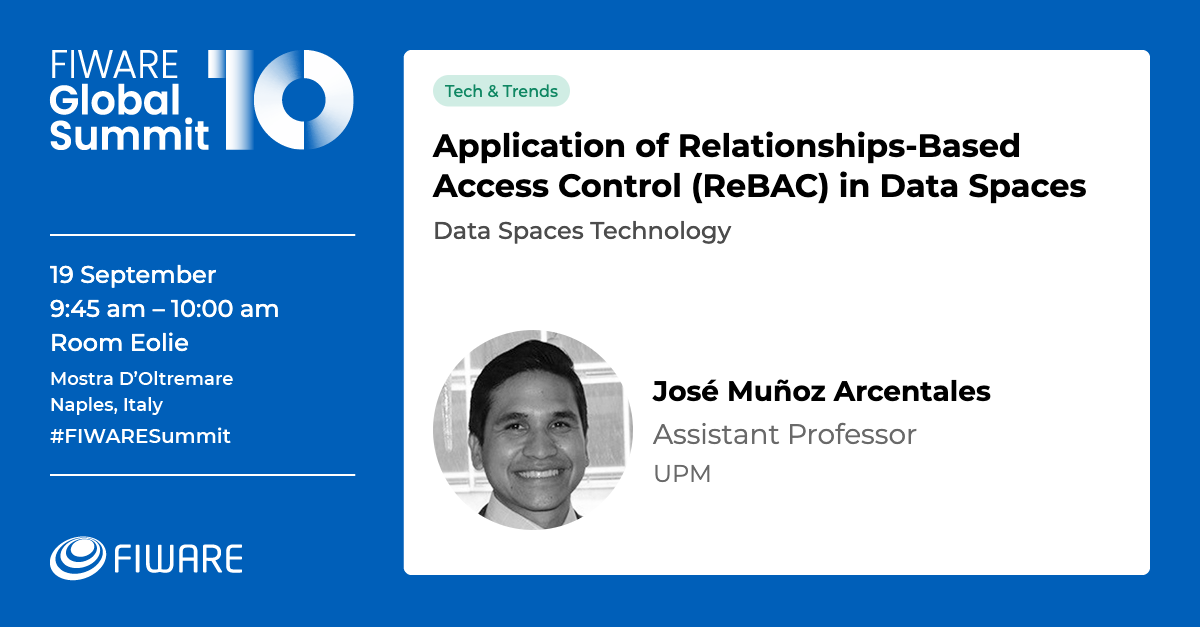 FIWARE
Global
Summit
10
19 September
9:45 am – 10:00 am
Room Eolie
Mostra D’Oltremare
Naples, Italy
#FIWARESummit
FIWARE
Tech & Trends
Application of Relationships-Based
Access Control (ReBAC) in Data Spaces
Data Spaces Technology
José Muñoz Arcentales
Assistant Professor
UPM